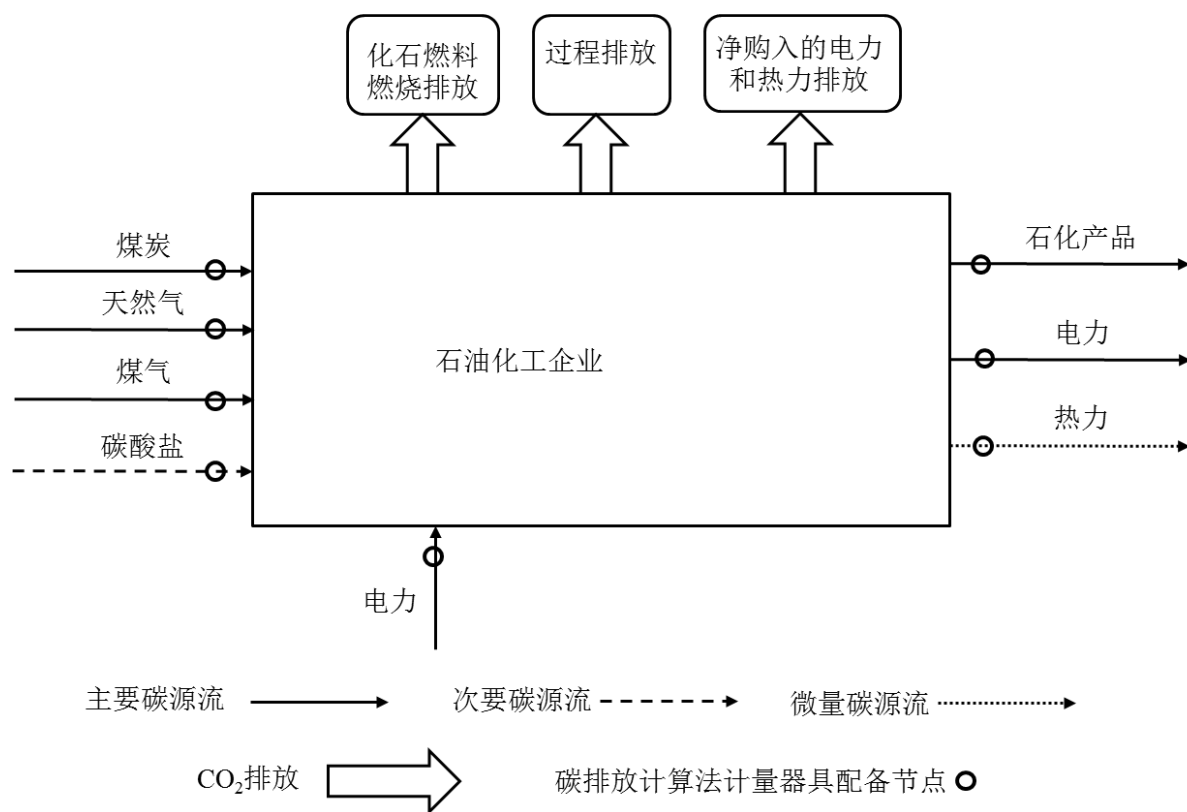 化石燃料
燃烧排放
过程排放
净购入的电力
和热力排放
煤炭
天然气
煤气
碳酸盐
石油化工企业
石化产品
电力
热力
电力
主要碳源流
次要碳源流
微量碳源流
CO₂排放
碳排放计算法计量器具配备节点